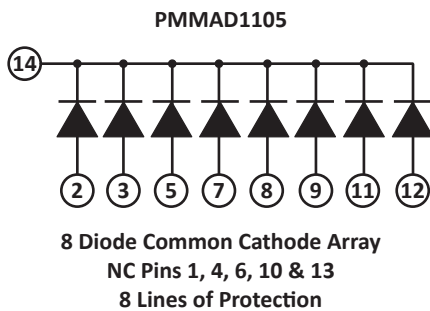 PMMAD1105
14
2 3 5 7 8 9 11 12
8 Diode Common Cathode Array
NC Pins 1, 4, 6, 10 & 13
8 Lines of Protection